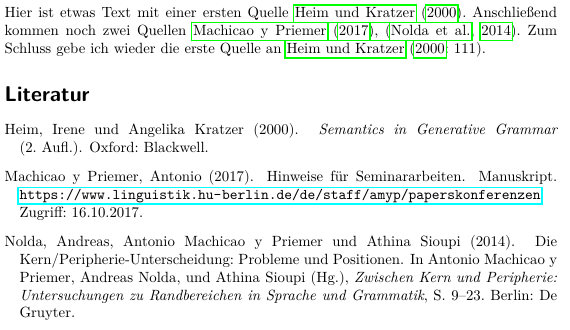 Hier ist etwas Text mit einer ersten Quelle Heim und Kratzer (2000). Anschließend
kommen noch zwei Quellen Machicao y Priemer (2017), (Nolda et al., 2014). Zum
Schluss gebe ich wieder die erste Quelle an Heim und Kratzer (2000: 111).
Literatur
Heim, Irene und Angelika Kratzer (2000). Semantics in Generative Grammar
(2. Aufl.). Oxford: Blackwell.
Machicao y Priemer, Antonio (2017). Hinweise für Seminararbeiten. Manuskript.
https://www.linguistik.hu-berlin.de/de/staff/amyp/paperskonferenzen
Zugriff: 16.10.2017.
Nolda, Andreas, Antonio Machicao y Priemer und Athina Sioupi (2014). Die
Kern/Peripherie-Unterscheidung: Probleme und Positionen. In Antonio Machicao y
Priemer, Andreas Nolda, und Athina Sioupi (Hg.), Zwischen Kern und Peripherie:
Untersuchungen zu Randbereichen in Sprache und Grammatik, S. 9–23. Berlin: De
Gruyter.